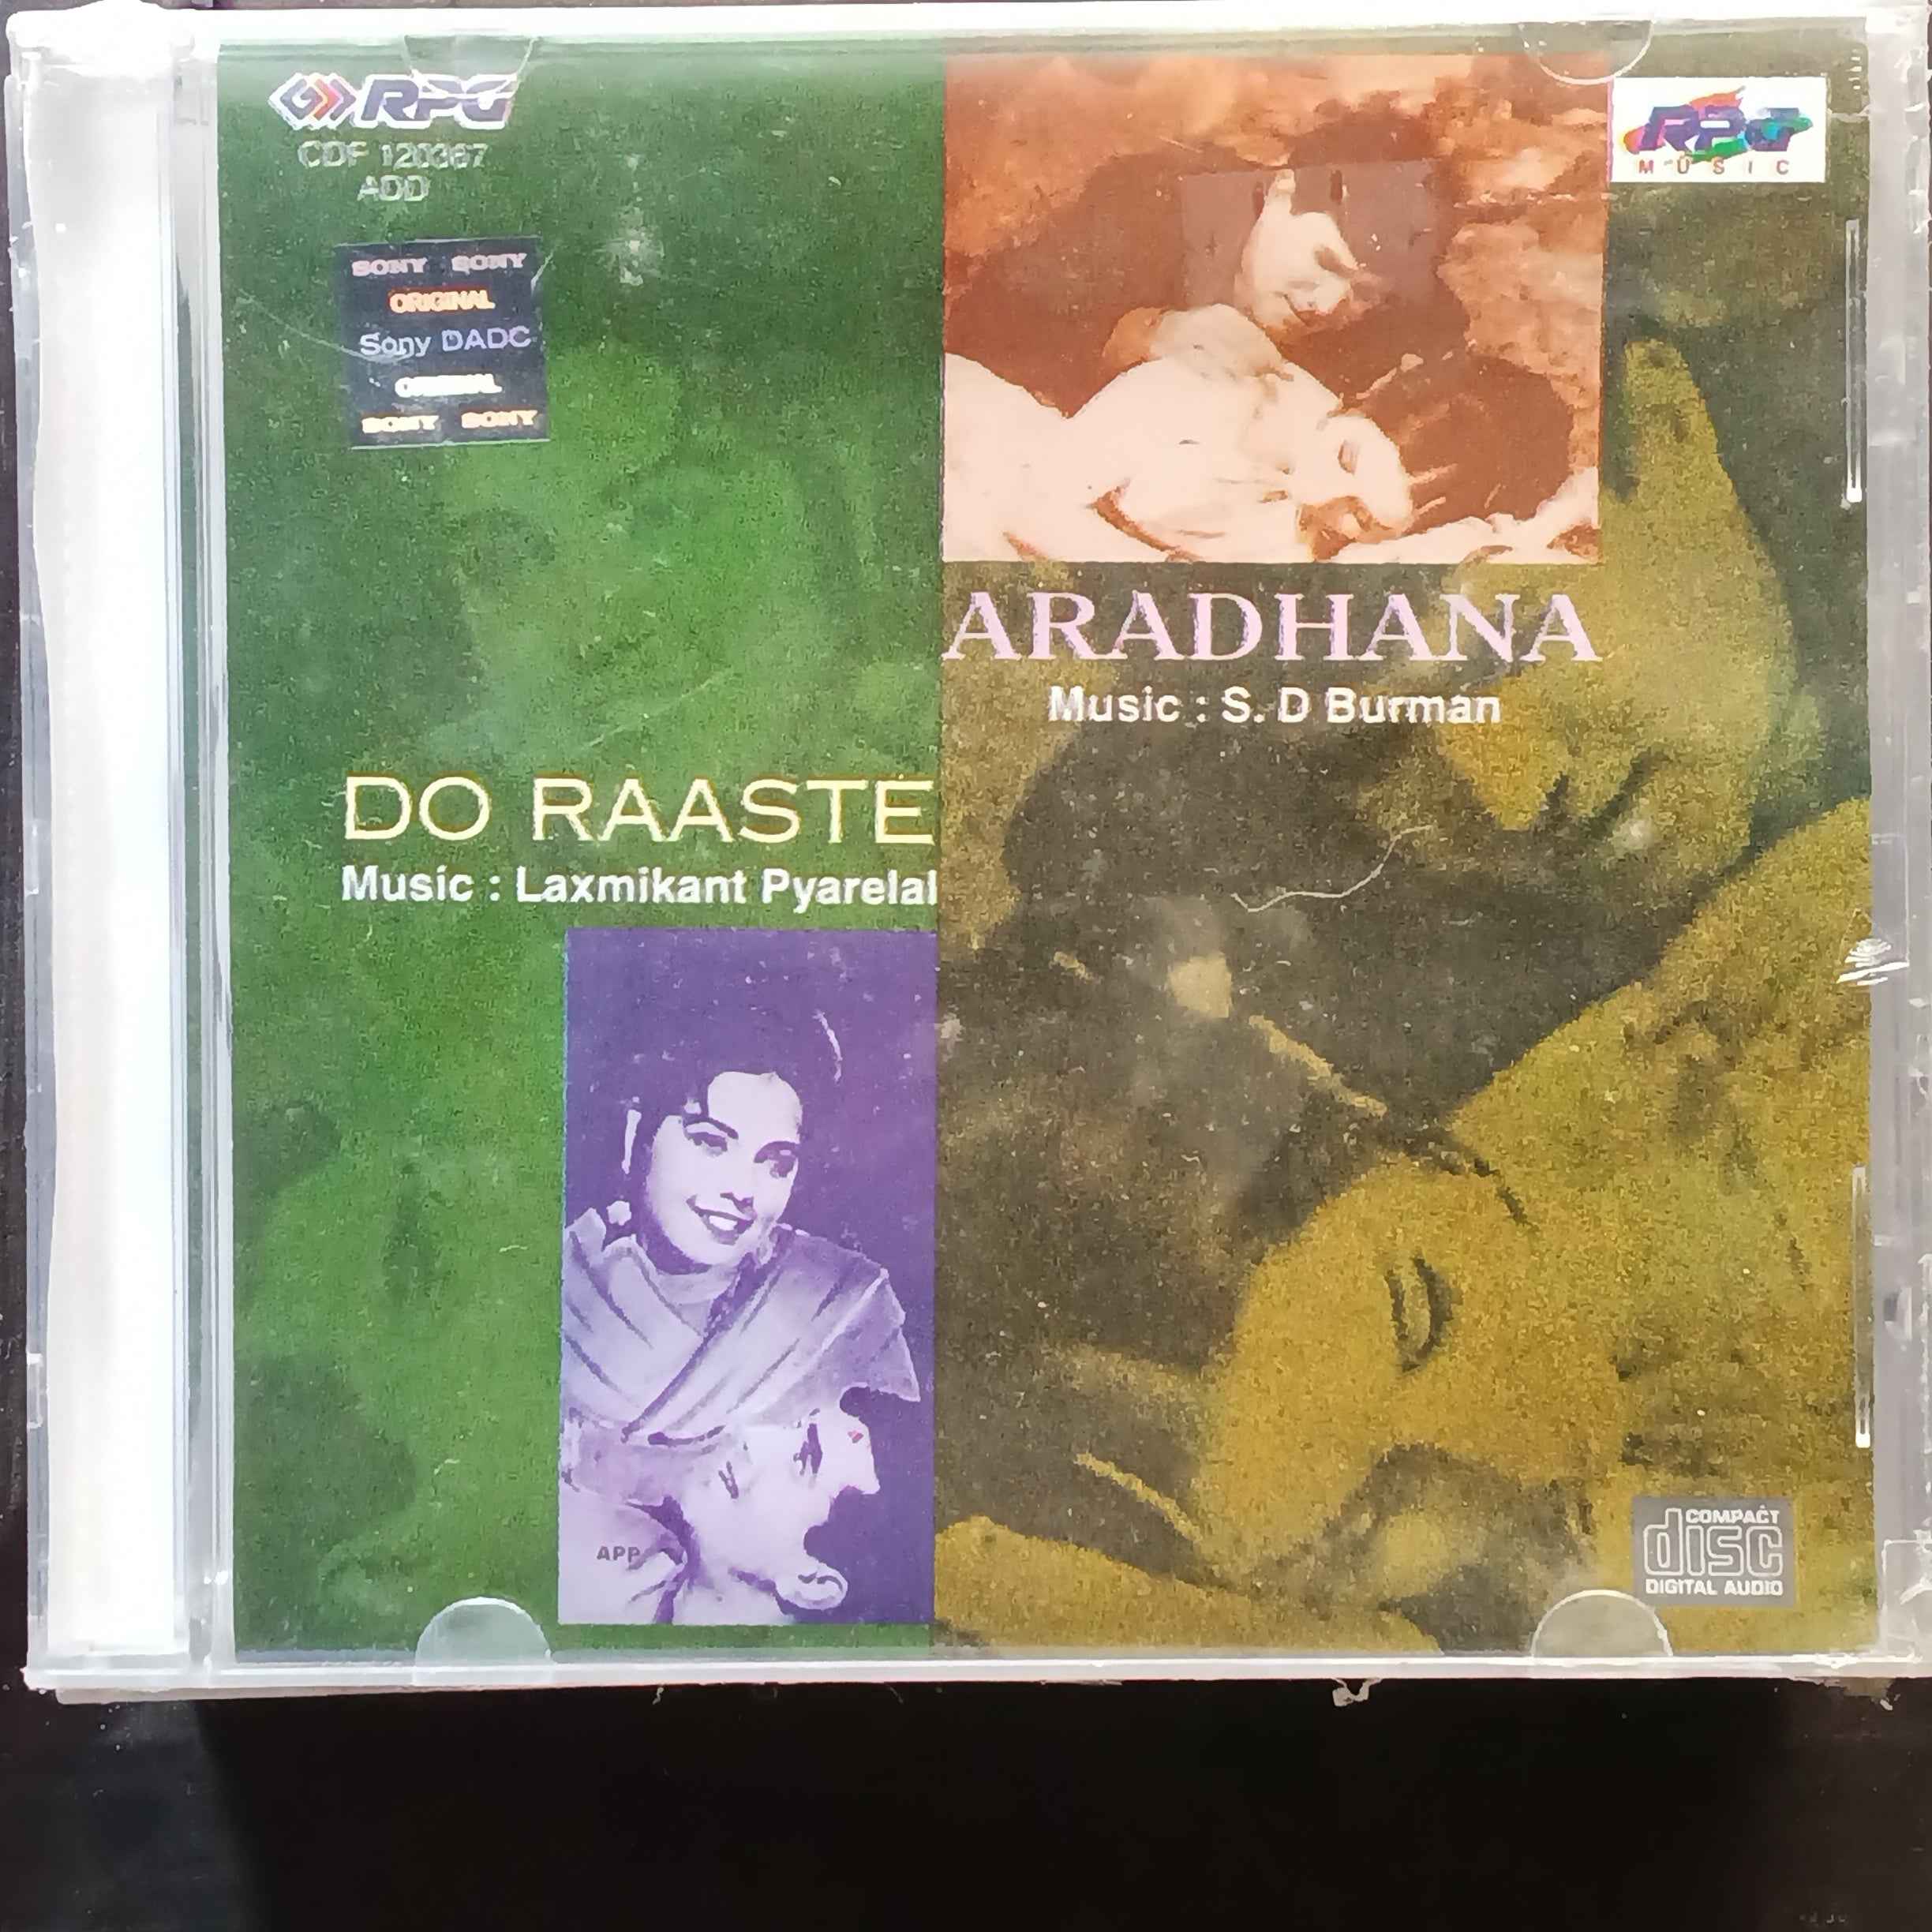 RPG
CDF 120367
ADD
SONY SONY
ORIGINAL
Sony DADC
ORIGINAL
SONY SONY
RPG
MUSIC
ARADHANA
Music : S. D Burman
DO RAASTE
Music : Laxmikant Pyarelal
APP
COMPACT
disc
DIGITAL AUDIO